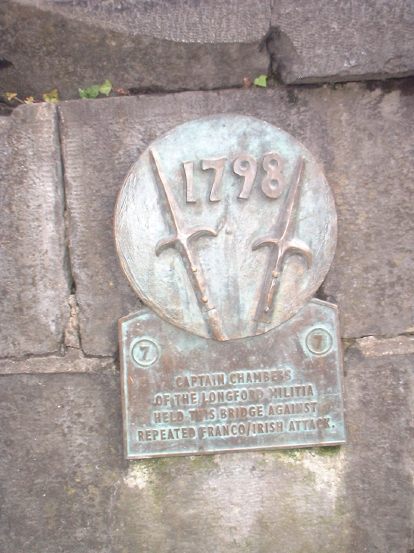 1798
7 7
CAPTAIN CHAMBERS
OF THE LONGFORD MILITIA
HELD THIS BRIDGE AGAINST
REPEATED FRANCO/IRISH ATTACK.